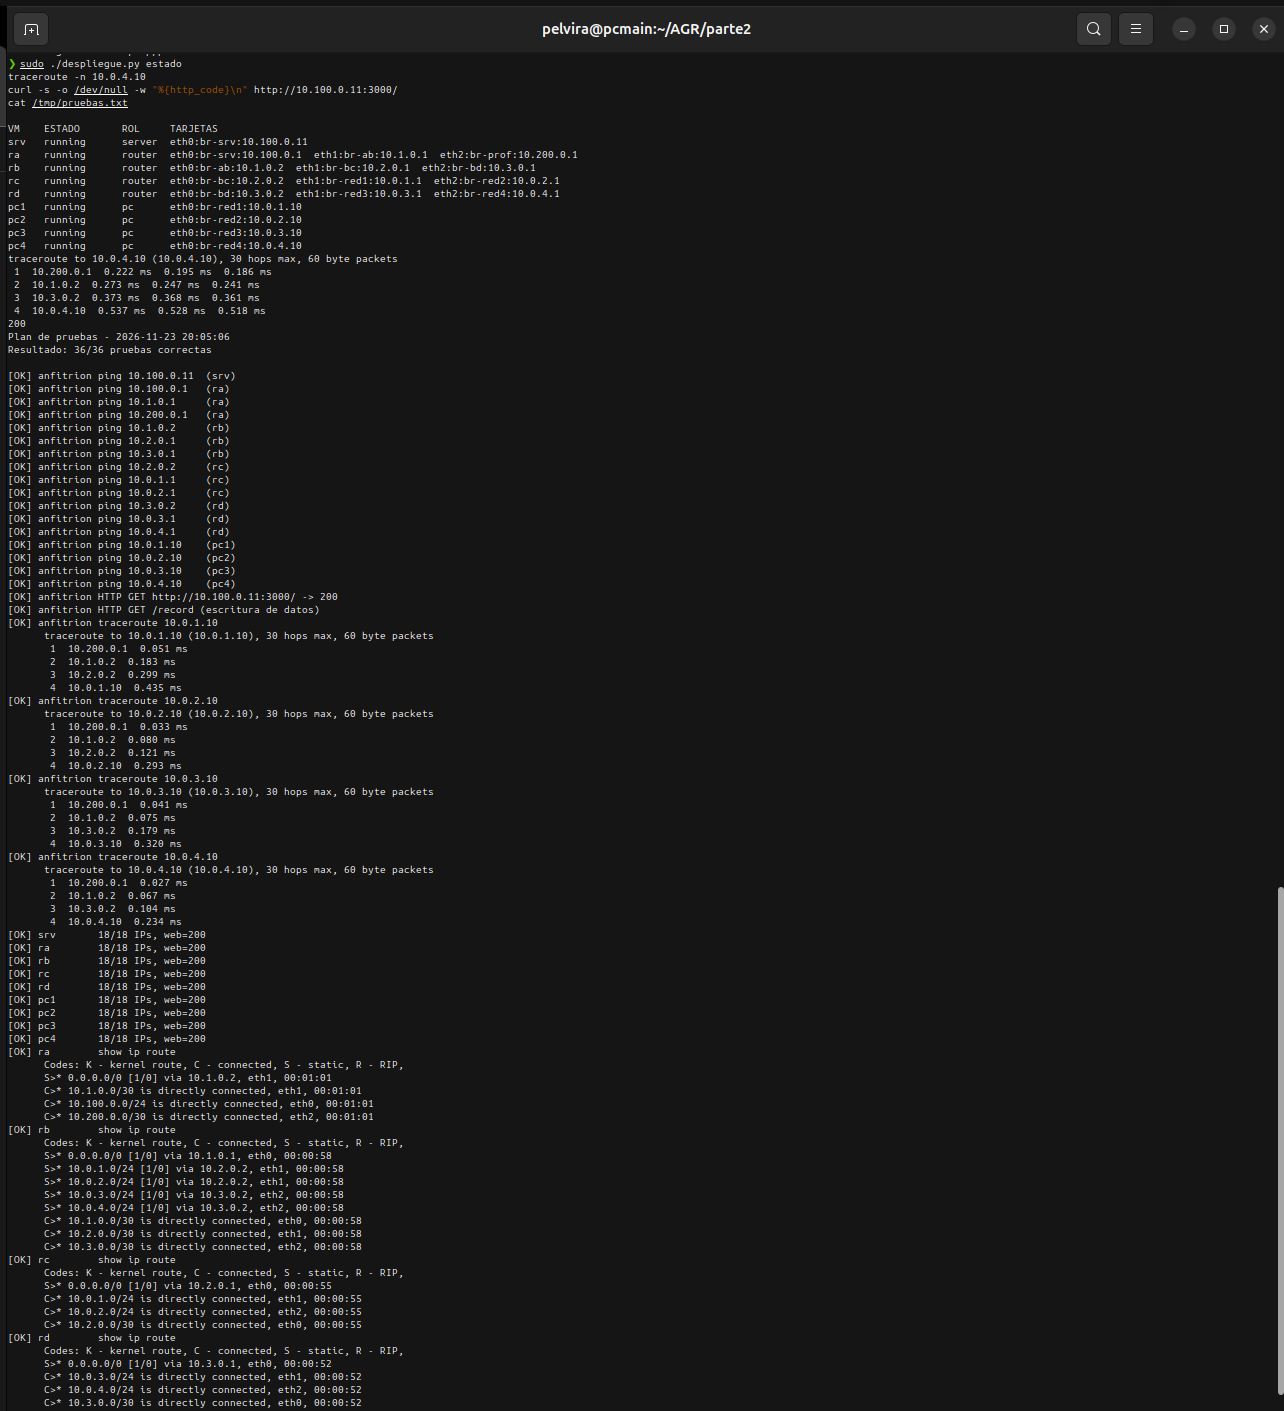 pelvira@pcmain:~/AGR/parte2
❯ sudo ./despliegue.py estado
traceroute -n 10.0.4.10
curl -s -o /dev/null -w "%{http_code}\n" http://10.100.0.11:3000/
cat /tmp/pruebas.txt
VM    ESTADO       ROL     TARJETAS
srv   running      server  eth0:br-srv:10.100.0.11
ra    running      router  eth0:br-srv:10.100.0.1  eth1:br-ab:10.1.0.1  eth2:br-prof:10.200.0.1
rb    running      router  eth0:br-ab:10.1.0.2  eth1:br-bc:10.2.0.1  eth2:br-bd:10.3.0.1
rc    running      router  eth0:br-bc:10.2.0.2  eth1:br-red1:10.0.1.1  eth2:br-red2:10.0.2.1
rd    running      router  eth0:br-bd:10.3.0.2  eth1:br-red3:10.0.3.1  eth2:br-red4:10.0.4.1
pc1   running      pc      eth0:br-red1:10.0.1.10
pc2   running      pc      eth0:br-red2:10.0.2.10
pc3   running      pc      eth0:br-red3:10.0.3.10
pc4   running      pc      eth0:br-red4:10.0.4.10
traceroute to 10.0.4.10 (10.0.4.10), 30 hops max, 60 byte packets
 1  10.200.0.1  0.222 ms  0.195 ms  0.186 ms
 2  10.1.0.2  0.273 ms  0.247 ms  0.241 ms
 3  10.3.0.2  0.373 ms  0.368 ms  0.361 ms
 4  10.0.4.10  0.537 ms  0.528 ms  0.518 ms
200
Plan de pruebas - 2026-11-23 20:05:06
Resultado: 36/36 pruebas correctas
[OK] anfitrion ping 10.100.0.11  (srv)
[OK] anfitrion ping 10.100.0.1   (ra)
[OK] anfitrion ping 10.1.0.1     (ra)
[OK] anfitrion ping 10.200.0.1   (ra)
[OK] anfitrion ping 10.1.0.2     (rb)
[OK] anfitrion ping 10.2.0.1     (rb)
[OK] anfitrion ping 10.3.0.1     (rb)
[OK] anfitrion ping 10.2.0.2     (rc)
[OK] anfitrion ping 10.0.1.1     (rc)
[OK] anfitrion ping 10.0.2.1     (rc)
[OK] anfitrion ping 10.3.0.2     (rd)
[OK] anfitrion ping 10.0.3.1     (rd)
[OK] anfitrion ping 10.0.4.1     (rd)
[OK] anfitrion ping 10.0.1.10    (pc1)
[OK] anfitrion ping 10.0.2.10    (pc2)
[OK] anfitrion ping 10.0.3.10    (pc3)
[OK] anfitrion ping 10.0.4.10    (pc4)
[OK] anfitrion HTTP GET http://10.100.0.11:3000/ -> 200
[OK] anfitrion HTTP GET /record (escritura de datos)
[OK] anfitrion traceroute 10.0.1.10
      traceroute to 10.0.1.10 (10.0.1.10), 30 hops max, 60 byte packets
       1  10.200.0.1  0.051 ms
       2  10.1.0.2  0.183 ms
       3  10.2.0.2  0.299 ms
       4  10.0.1.10  0.435 ms
[OK] anfitrion traceroute 10.0.2.10
      traceroute to 10.0.2.10 (10.0.2.10), 30 hops max, 60 byte packets
       1  10.200.0.1  0.033 ms
       2  10.1.0.2  0.080 ms
       3  10.2.0.2  0.121 ms
       4  10.0.2.10  0.293 ms
[OK] anfitrion traceroute 10.0.3.10
      traceroute to 10.0.3.10 (10.0.3.10), 30 hops max, 60 byte packets
       1  10.200.0.1  0.041 ms
       2  10.1.0.2  0.075 ms
       3  10.3.0.2  0.179 ms
       4  10.0.3.10  0.320 ms
[OK] anfitrion traceroute 10.0.4.10
      traceroute to 10.0.4.10 (10.0.4.10), 30 hops max, 60 byte packets
       1  10.200.0.1  0.027 ms
       2  10.1.0.2  0.067 ms
       3  10.3.0.2  0.104 ms
       4  10.0.4.10  0.234 ms
[OK] srv       18/18 IPs, web=200
[OK] ra        18/18 IPs, web=200
[OK] rb        18/18 IPs, web=200
[OK] rc        18/18 IPs, web=200
[OK] rd        18/18 IPs, web=200
[OK] pc1       18/18 IPs, web=200
[OK] pc2       18/18 IPs, web=200
[OK] pc3       18/18 IPs, web=200
[OK] pc4       18/18 IPs, web=200
[OK] ra        show ip route
      Codes: K - kernel route, C - connected, S - static, R - RIP,
      S>* 0.0.0.0/0 [1/0] via 10.1.0.2, eth1, 00:01:01
      C>* 10.1.0.0/30 is directly connected, eth1, 00:01:01
      C>* 10.100.0.0/24 is directly connected, eth0, 00:01:01
      C>* 10.200.0.0/30 is directly connected, eth2, 00:01:01
[OK] rb        show ip route
      Codes: K - kernel route, C - connected, S - static, R - RIP,
      S>* 0.0.0.0/0 [1/0] via 10.1.0.1, eth0, 00:00:58
      S>* 10.0.1.0/24 [1/0] via 10.2.0.2, eth1, 00:00:58
      S>* 10.0.2.0/24 [1/0] via 10.2.0.2, eth1, 00:00:58
      S>* 10.0.3.0/24 [1/0] via 10.3.0.2, eth2, 00:00:58
      S>* 10.0.4.0/24 [1/0] via 10.3.0.2, eth2, 00:00:58
      C>* 10.1.0.0/30 is directly connected, eth0, 00:00:58
      C>* 10.2.0.0/30 is directly connected, eth1, 00:00:58
      C>* 10.3.0.0/30 is directly connected, eth2, 00:00:58
[OK] rc        show ip route
      Codes: K - kernel route, C - connected, S - static, R - RIP,
      S>* 0.0.0.0/0 [1/0] via 10.2.0.1, eth0, 00:00:55
      C>* 10.0.1.0/24 is directly connected, eth1, 00:00:55
      C>* 10.0.2.0/24 is directly connected, eth2, 00:00:55
      C>* 10.2.0.0/30 is directly connected, eth0, 00:00:55
[OK] rd        show ip route
      Codes: K - kernel route, C - connected, S - static, R - RIP,
      S>* 0.0.0.0/0 [1/0] via 10.3.0.1, eth0, 00:00:52
      C>* 10.0.3.0/24 is directly connected, eth1, 00:00:52
      C>* 10.0.4.0/24 is directly connected, eth2, 00:00:52
      C>* 10.3.0.0/30 is directly connected, eth0, 00:00:52